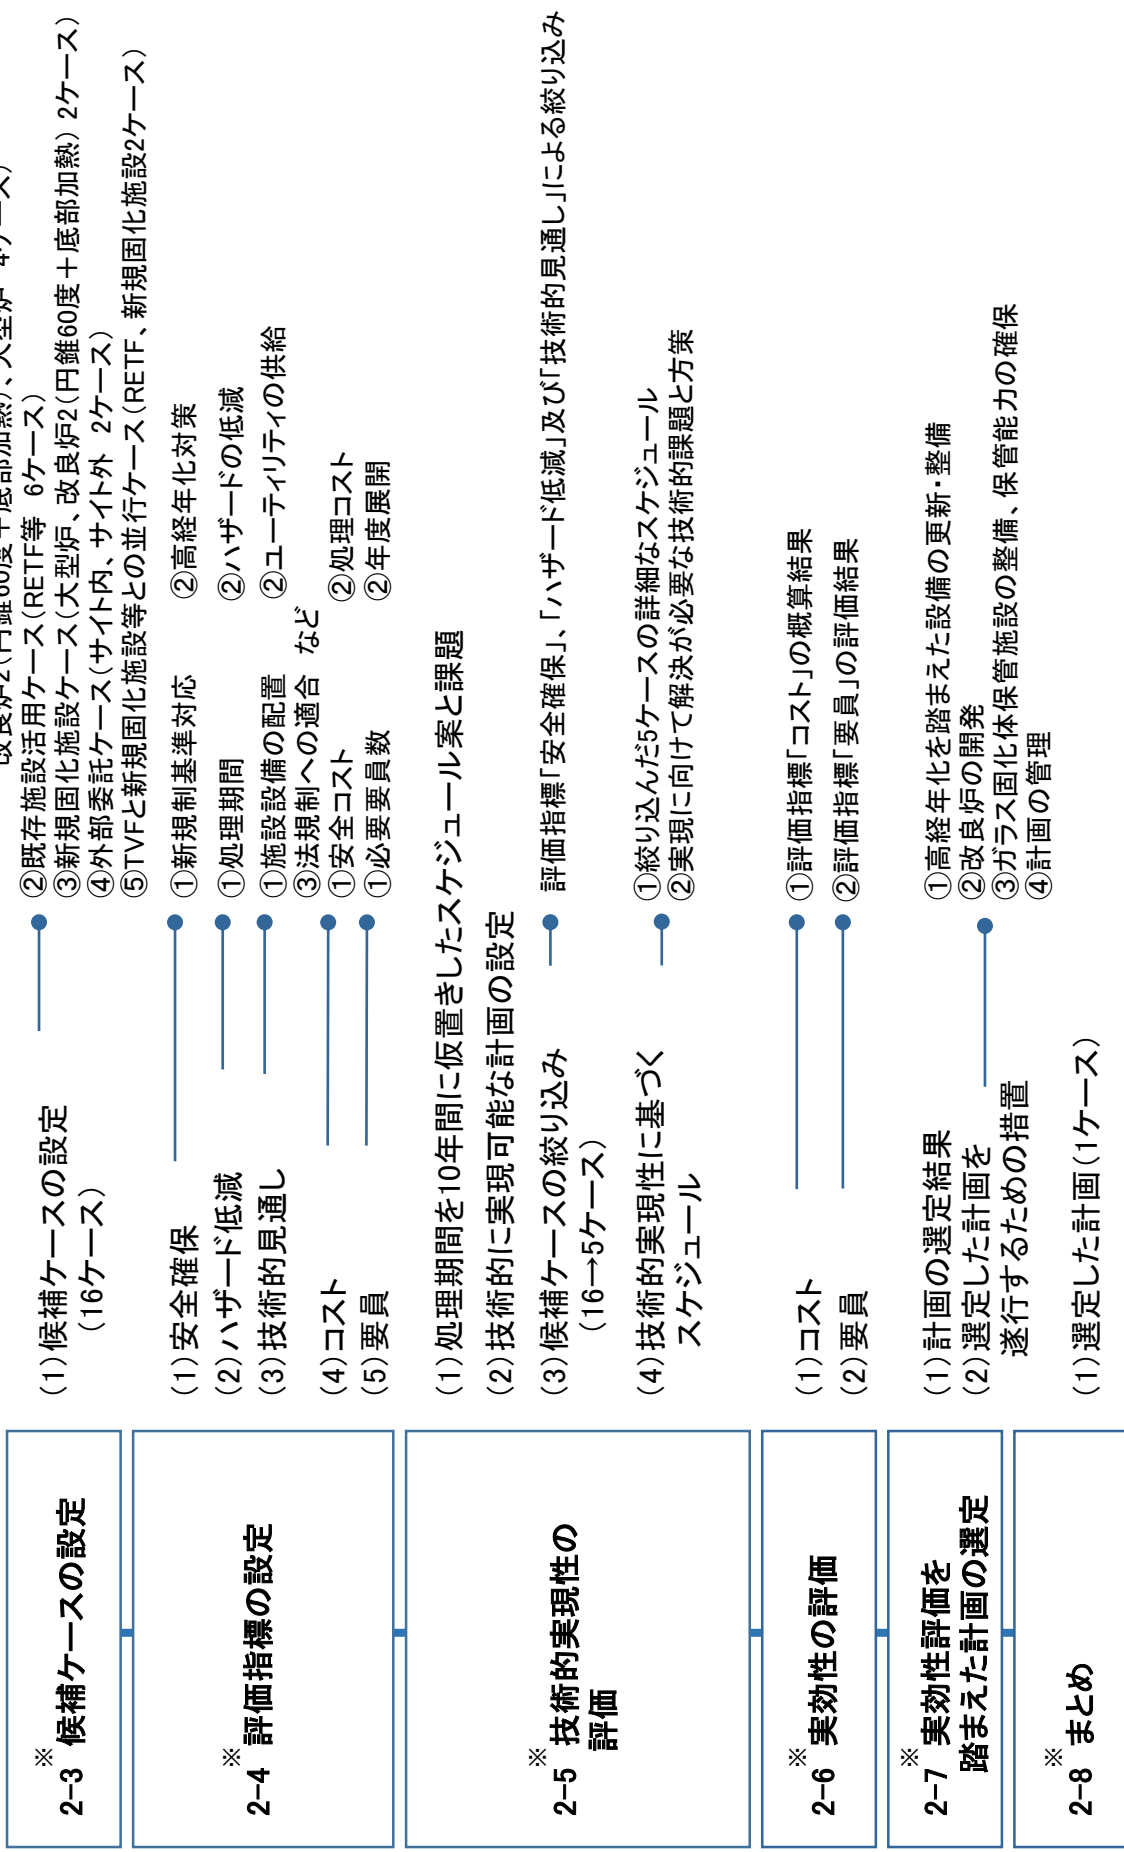 改良炉2(円錐60度＋底部加熱)、大型炉 4ケース)
②既存施設活用ケース(RETF等 6ケース)
③新規固化施設ケース(大型炉、改良炉2(円錐60度＋底部加熱) 2ケース)
④外部委託ケース(サイト内、サイト外 2ケース)
⑤TVFと新規固化施設等との並行ケース(RETF、新規固化施設2ケース)
※
2-3 候補ケースの設定
(1)候補ケースの設定
(16ケース)
※
2-4 評価指標の設定
(1)安全確保 ①新規制基準対応 ②高経年化対策
(2)ハザード低減 ①処理期間 ②ハザードの低減
(3)技術的見通し ①施設設備の配置 ②ユーティリティの供給
③法規制への適合 など
(4)コスト ①安全コスト ②処理コスト
(5)要員 ①必要要員数 ②年度展開
※
2-5 技術的実現性の
評価
(1)処理期間を10年間に仮置きしたスケジュール案と課題
(2)技術的に実現可能な計画の設定
(3)候補ケースの絞り込み 評価指標「安全確保」、「ハザード低減」及び「技術的見通し」による絞り込み
(16→5ケース)
(4)技術的実現性に基づく ①絞り込んだ5ケースの詳細なスケジュール
スケジュール ②実現に向けて解決が必要な技術的課題と方策
※
2-6 実効性の評価
(1)コスト ①評価指標「コスト」の概算結果
(2)要員 ②評価指標「要員」の評価結果
※
2-7 実効性評価を
踏まえた計画の選定
(1)計画の選定結果
(2)選定した計画を
遂行するための措置
①高経年化を踏まえた設備の更新・整備
②改良炉の開発
③ガラス固化体保管施設の整備、保管能力の確保
④計画の管理
※
2-8 まとめ
(1)選定した計画(1ケース)